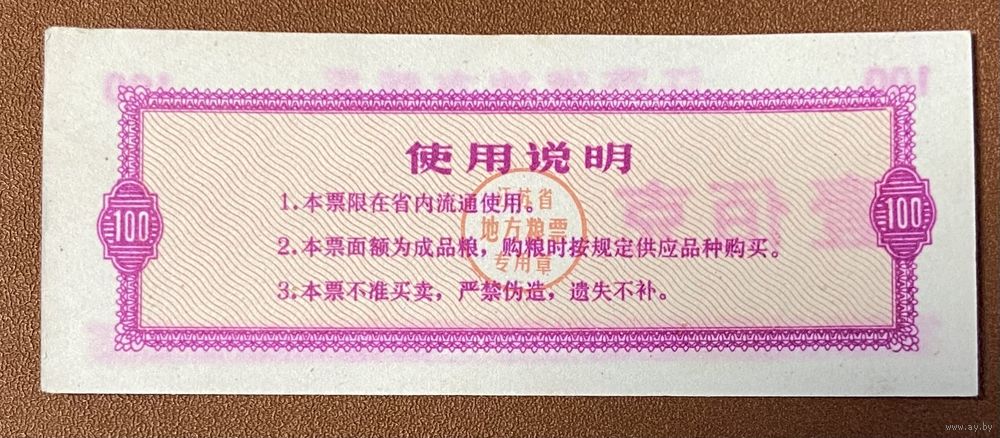 使用说明
1.本票限在省内流通使用。
2.本票面额为成品粮，购粮时按规定供应品种购买。
3.本票不准买卖，严禁伪造，遗失不补。
100
100
江苏省
地方粮票
专用章
www.ay.by